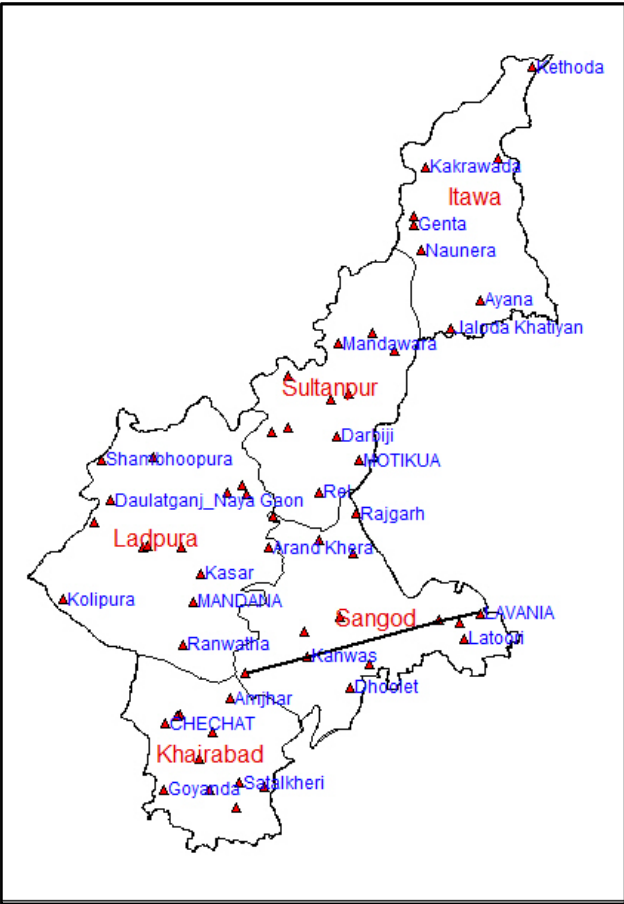 Kethoda
Kakrawada
Itawa
Genta
Naunera
Ayana
Jaloda Khatiyan
Mandawara
Sultanpur
Darbiji
MOTIKUA
Shambhoopura
Rel
Daulatganj_Naya Gaon
Rajgarh
Ladpura
Arand Khera
Kasar
Kolipura
MANDANA
Sangod
LAVANIA
Latoori
Ranwatha
Kanwas
Dhoolet
Amjhar
CHECHAT
Khairabad
Goyanda
Satalkheri